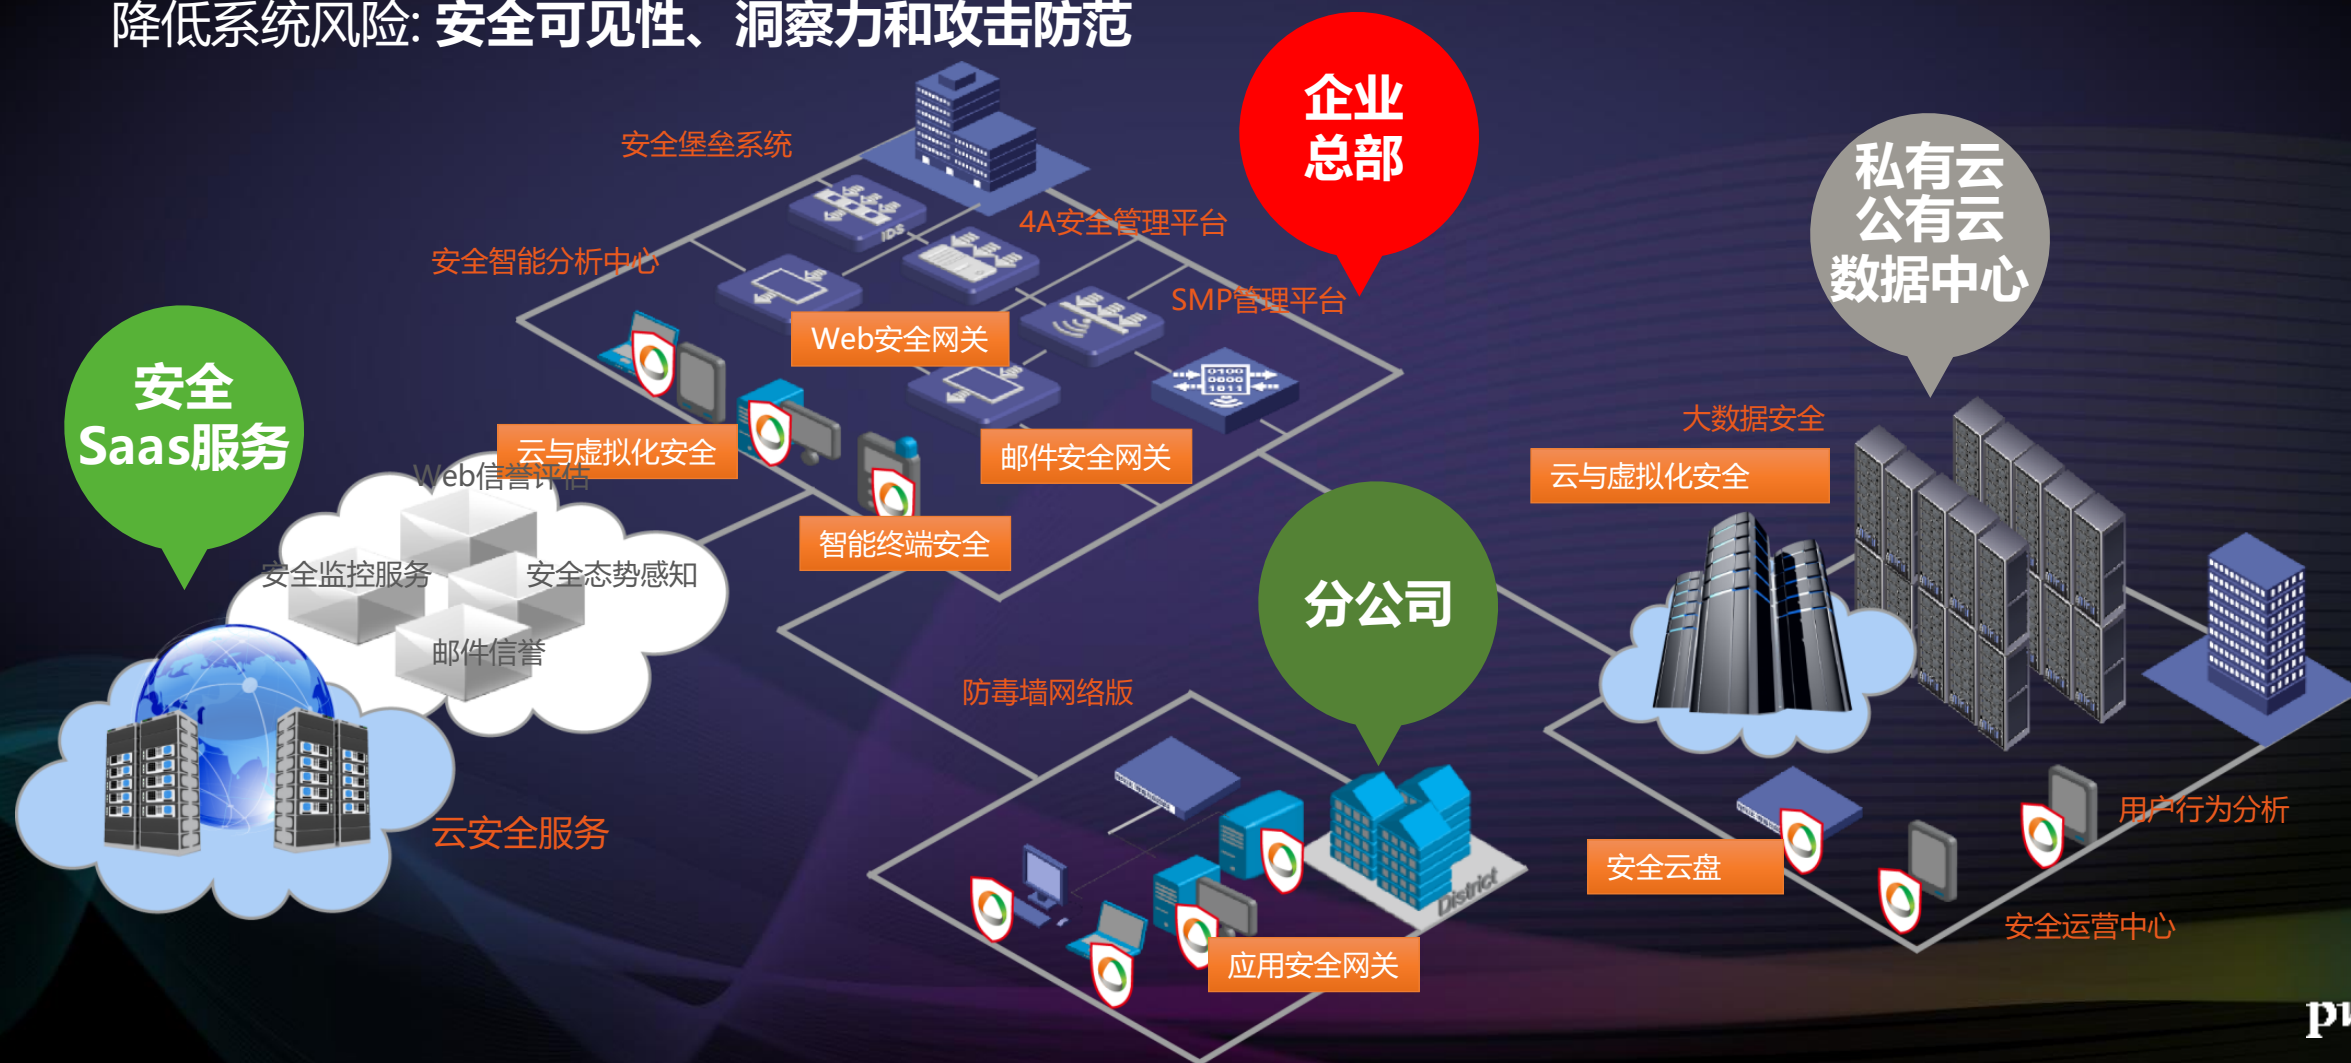 降低系统风险: 安全可见性、洞察力和攻击防范
企业
总部
安全堡垒系统
私有云
公有云
数据中心
4A安全管理平台
IDS
安全智能分析中心
SMP管理平台
Web安全网关
安全
Saas服务
0100
0000
1011
大数据安全
云与虚拟化安全
邮件安全网关
云与虚拟化安全
Web信誉评估
智能终端安全
安全监控服务
安全态势感知
分公司
邮件信誉
防毒墙网络版
用户行为分析
云安全服务
安全云盘
District
安全运营中心
应用安全网关